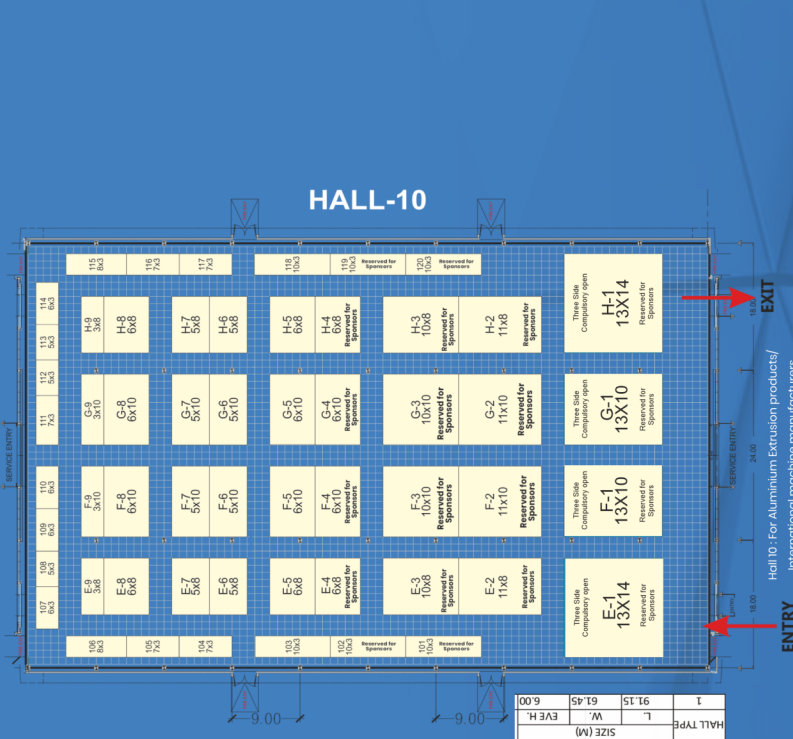 HALL-10
115
8x3
116
7x3
117
7x3
118
10x3
119
10x3
Reserved for
Sponsors
120
10x3
Reserved for
Sponsors
114
6x3
113
5x3
112
5x3
111
7x3
110
6x3
109
6x3
108
5x3
107
6x3
H-9
3x8
H-8
6x8
H-7
5x8
H-6
5x8
H-5
6x8
H-4
6x8
Reserved for
Sponsors
H-3
10x8
Reserved for
Sponsors
H-2
11x8
Reserved for
Sponsors
Three Side
Compulsory open
H-1
13X14
Reserved for
Sponsors
G-9
3x10
G-8
6x10
G-7
5x10
G-6
5x10
G-5
6x10
G-4
6x10
Reserved for
Sponsors
G-3
10x10
Reserved for
Sponsors
G-2
11x10
Reserved for
Sponsors
Three Side
Compulsory open
G-1
13X10
Reserved for
Sponsors
F-9
3x10
F-8
6x10
F-7
5x10
F-6
5x10
F-5
6x10
F-4
6x10
Reserved for
Sponsors
F-3
10x10
Reserved for
Sponsors
F-2
11x10
Reserved for
Sponsors
Three Side
Compulsory open
F-1
13X10
Reserved for
Sponsors
E-9
3x8
E-8
6x8
E-7
5x8
E-6
5x8
E-5
6x8
E-4
6x8
Reserved for
Sponsors
E-3
10x8
Reserved for
Sponsors
E-2
11x8
Reserved for
Sponsors
Three Side
Compulsory open
E-1
13X14
Reserved for
Sponsors
106
8x3
105
7x3
104
7x3
103
10x3
102
10x3
Reserved for
Sponsors
101
10x3
Reserved for
Sponsors
SERVICE ENTRY
SERVICE ENTRY
18.00
24.00
18.00
EXIT
ENTRY
Hall 10 : For Aluminium Extrusion products/
International machine manufacturers
9.00
9.00
HALL TYPE
SIZE (M)
L.
W.
EVE H.
1
91.15
61.45
6.00